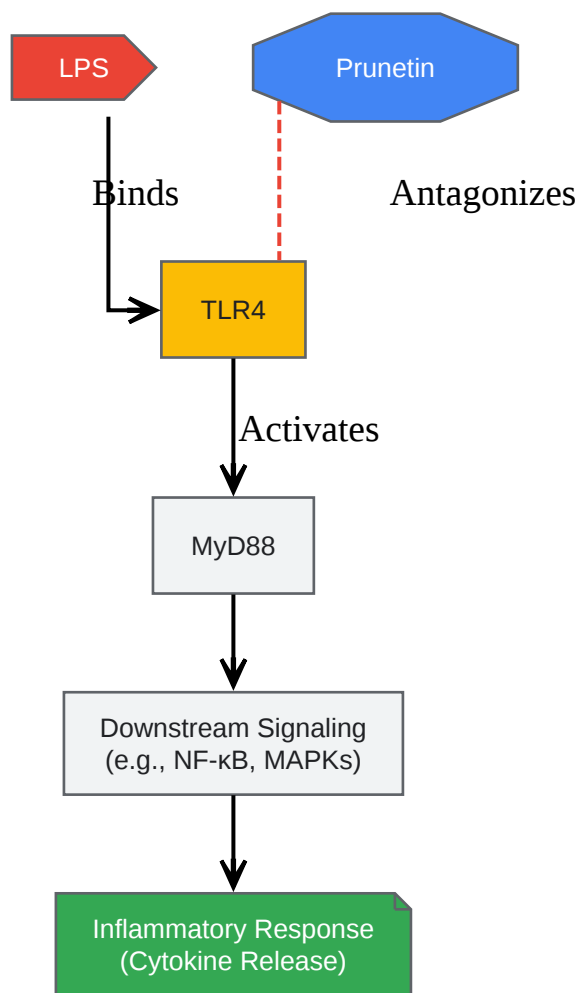 LPS
Prunetin
Binds
Antagonizes
TLR4
Activates
MyD88
Downstream Signaling
(e.g., NF-κB, MAPKs)
Inflammatory Response
(Cytokine Release)